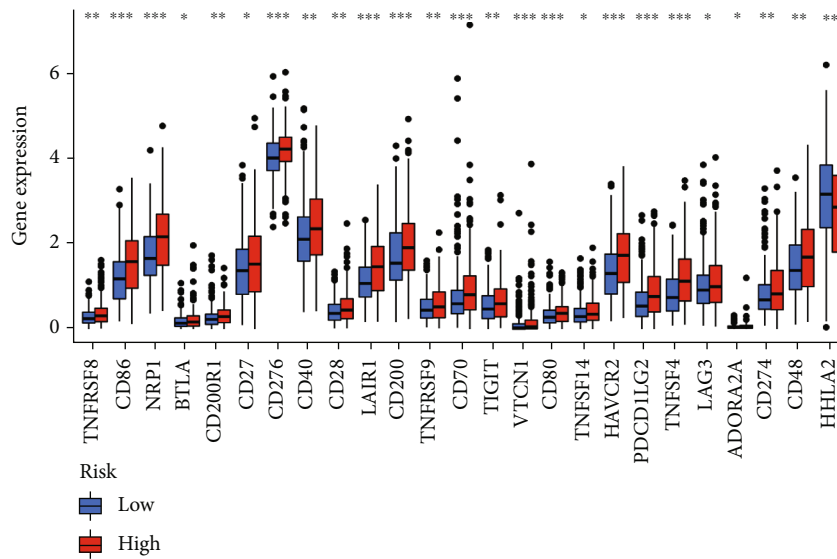 ** *** *** * ** * *** ** ** *** *** ** *** ** *** *** * *** *** *** * * ** ** **
Gene expression
6
4
2
0
TNFRSF8
CD86
NRP1
BTLA
CD200R1
CD27
CD276
CD40
CD28
LAIR1
CD200
TNFRSF9
CD70
TIGIT
VTCN1
CD80
TNFSF14
HAVCR2
PDCD1LG2
TNFSF4
LAG3
ADORA2A
CD274
CD48
HHLA2
Risk
Low
High